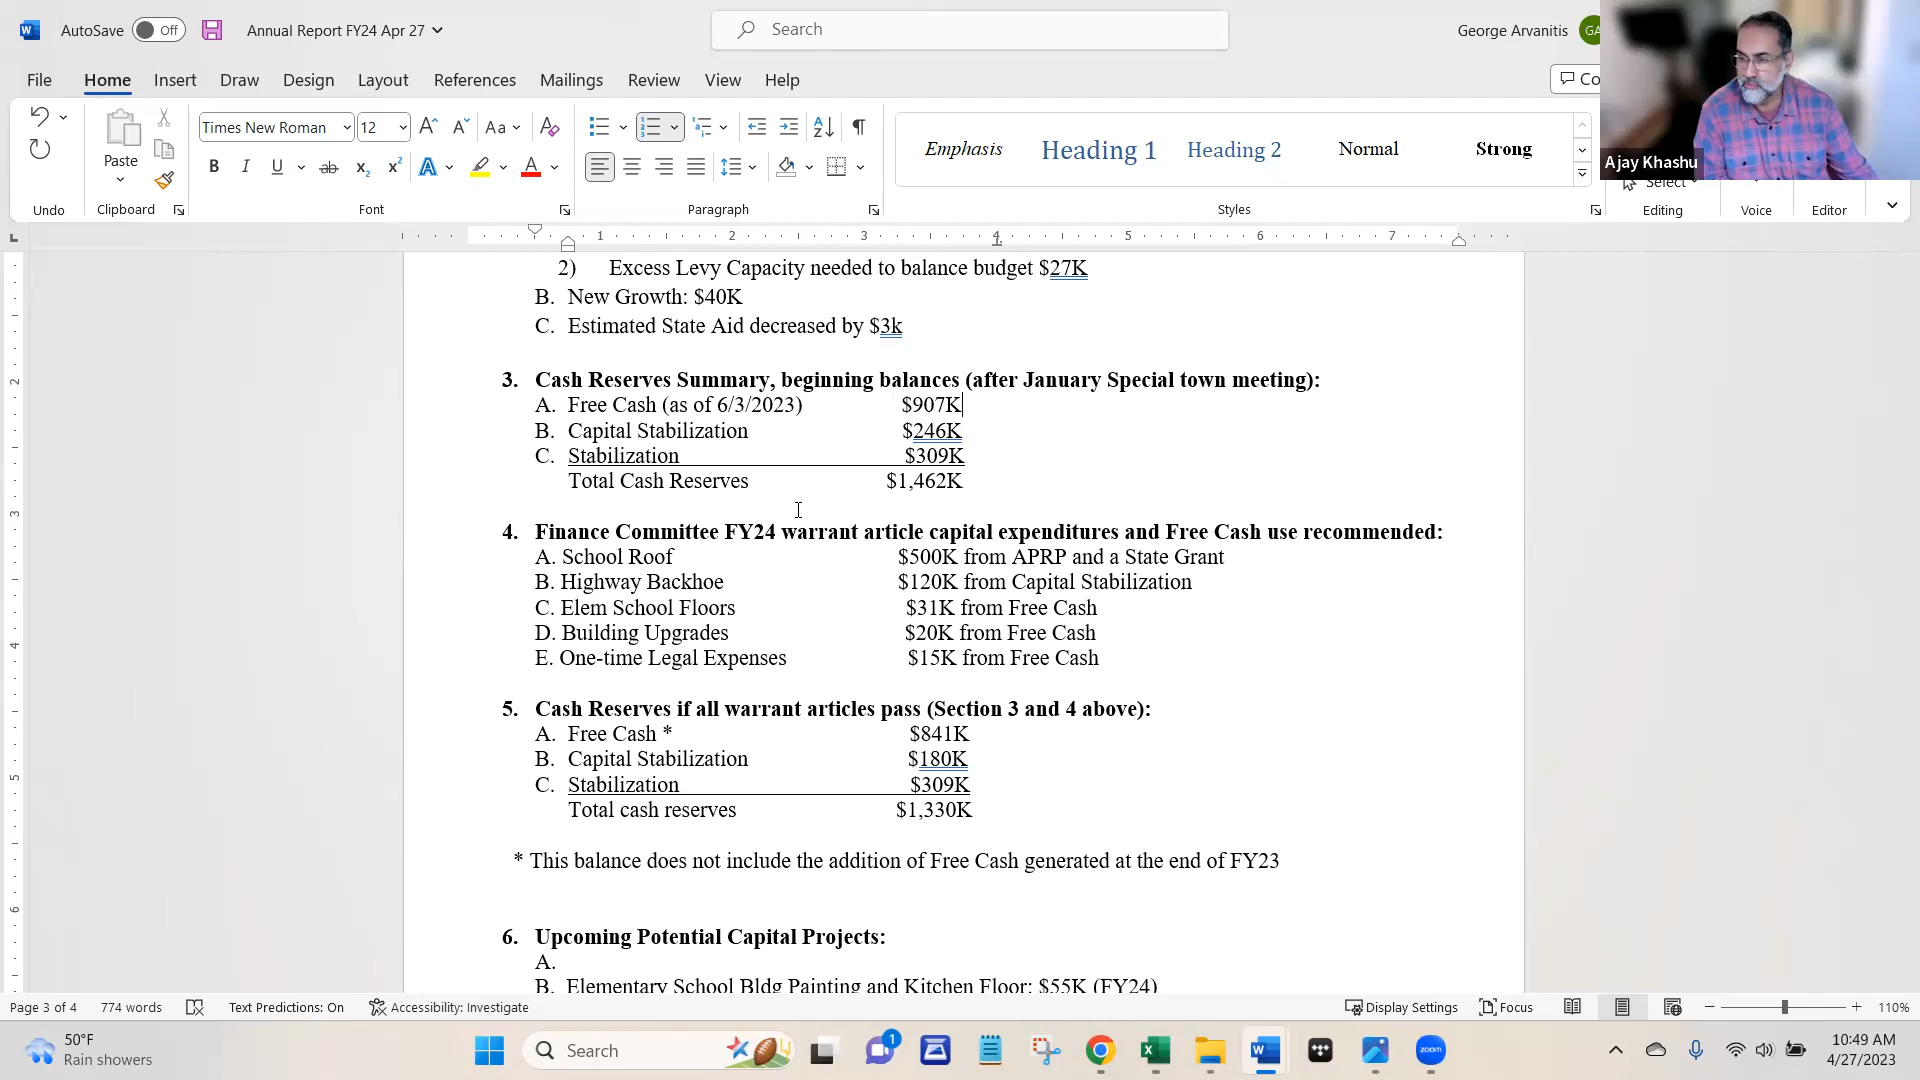 AutoSave Off Annual Report FY24 Apr 27 Search George Arvanitis GA
File Home Insert Draw Design Layout References Mailings Review View Help Co
Times New Roman 12
Paste
Emphasis Heading 1 Heading 2 Normal Strong
Ajay Khashu
Select
Undo Clipboard Font Paragraph Styles Editing Voice Editor
1 2 3 4 5 6 7
2) Excess Levy Capacity needed to balance budget $27K
B. New Growth: $40K
C. Estimated State Aid decreased by $3k
3. Cash Reserves Summary, beginning balances (after January Special town meeting):
A. Free Cash (as of 6/3/2023) $907K
B. Capital Stabilization $246K
C. Stabilization $309K
Total Cash Reserves $1,462K
4. Finance Committee FY24 warrant article capital expenditures and Free Cash use recommended:
A. School Roof $500K from APRP and a State Grant
B. Highway Backhoe $120K from Capital Stabilization
C. Elem School Floors $31K from Free Cash
D. Building Upgrades $20K from Free Cash
E. One-time Legal Expenses $15K from Free Cash
5. Cash Reserves if all warrant articles pass (Section 3 and 4 above):
A. Free Cash * $841K
B. Capital Stabilization $180K
C. Stabilization $309K
Total cash reserves $1,330K
* This balance does not include the addition of Free Cash generated at the end of FY23
6. Upcoming Potential Capital Projects:
A.
B. Elementary School Bldg Painting and Kitchen Floor: $55K (FY24)
Page 3 of 4 774 words Text Predictions: On Accessibility: Investigate Display Settings Focus 110%
50°F
Rain showers
Search
1
zoom
10:49 AM
4/27/2023